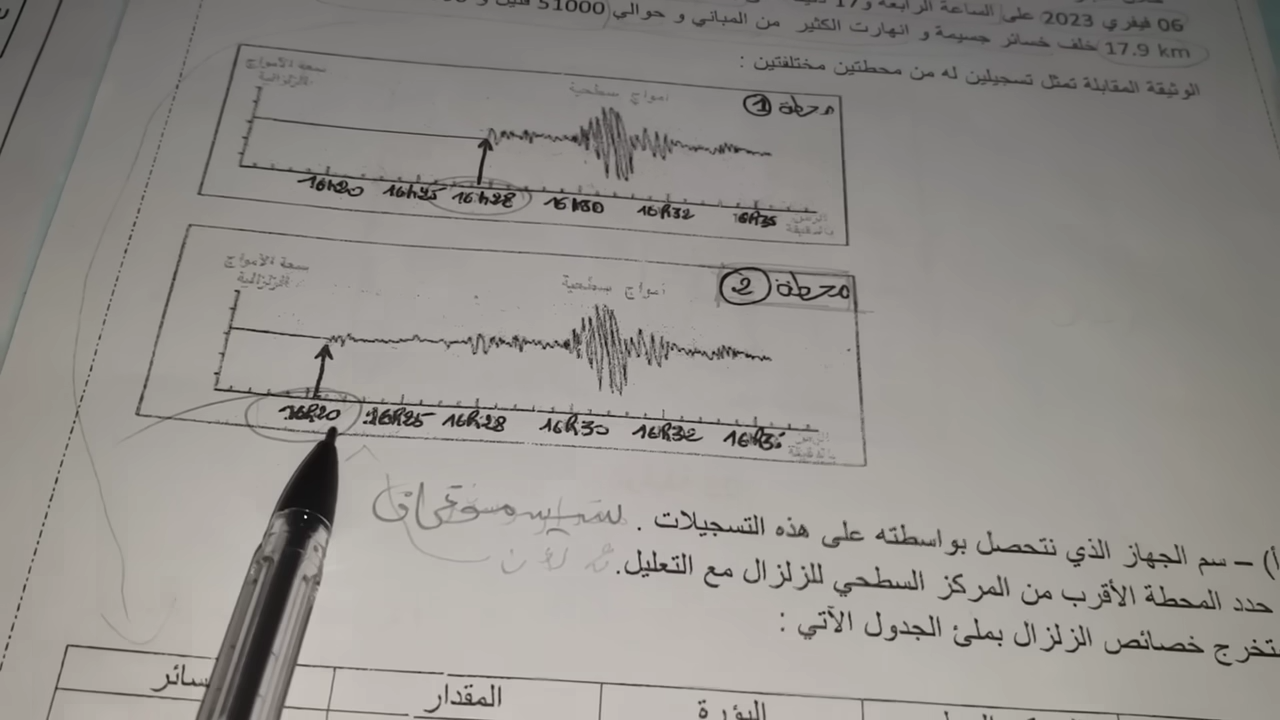 06 فيفري 2023 على الساعة الرابعة و17
17.9 km خلف خسائر جسيمة و انهارت الكثير من المباني و حوالي 51000 قتيل و
الوثيقة المقابلة تمثل تسجيلين له من محطتين مختلفتين :
سعة الأمواج الزلزالية
أمواج سطحية
محطة 1
16h20 16h25 16h28 16h30 16h32 16h35
الزمن بالدقيقة
سعة الأمواج الزلزالية
أمواج سطحية
محطة 2
16h20 16h25 16h28 16h30 16h32
الزمن بالدقيقة
أ) – سم الجهاز الذي نتحصل بواسطته على هذه التسجيلات .
حدد المحطة الأقرب من المركز السطحي للزلزال مع التعليل.
خصائص الزلزال بملئ الجدول الآتي :
البؤرة
المقدار